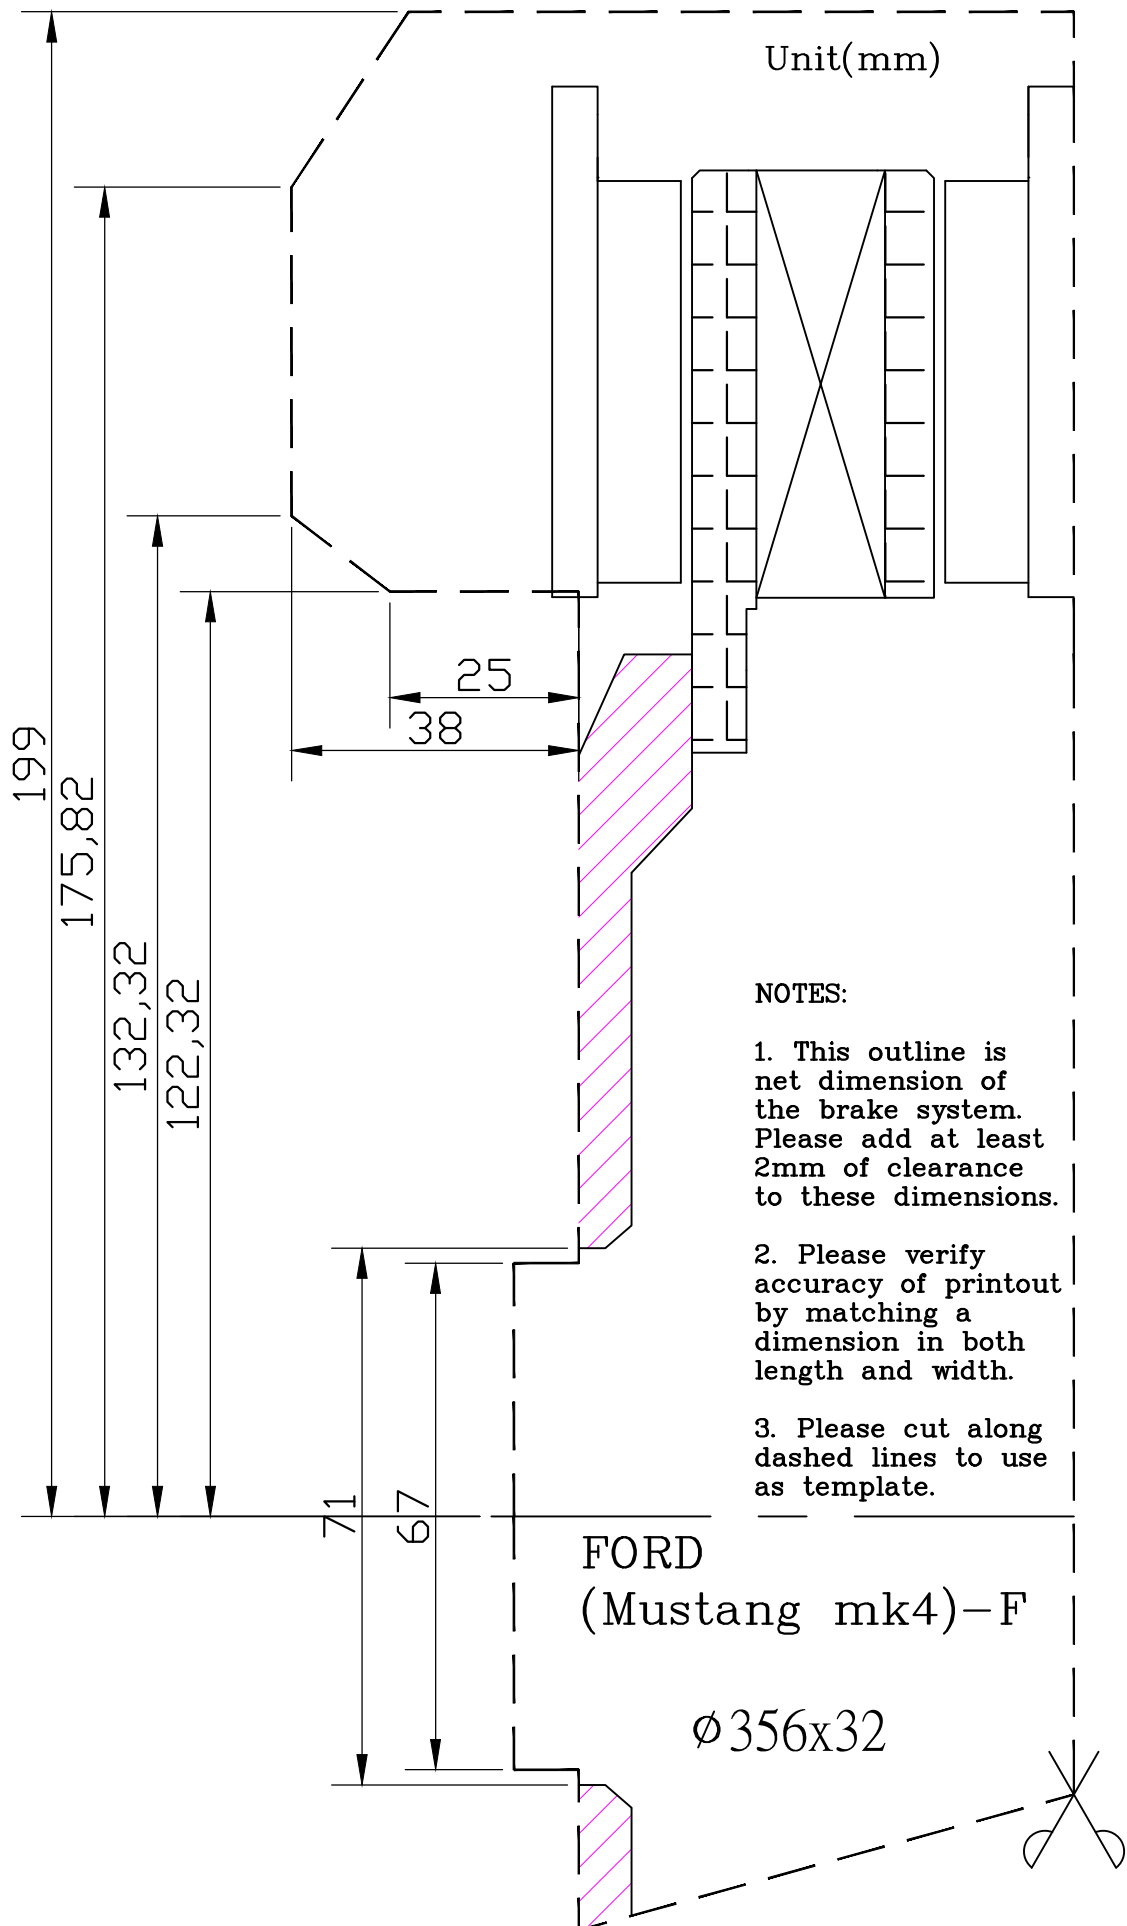 Unit(mm)
25
38
199
175,82
132,32
122,32
NOTES:
1. This outline is
net dimension of
the brake system.
Please add at least
2mm of clearance
to these dimensions.
2. Please verify
accuracy of printout
by matching a
dimension in both
length and width.
3. Please cut along
dashed lines to use
as template.
71
67
FORD
(Mustang mk4)-F
Ø356x32